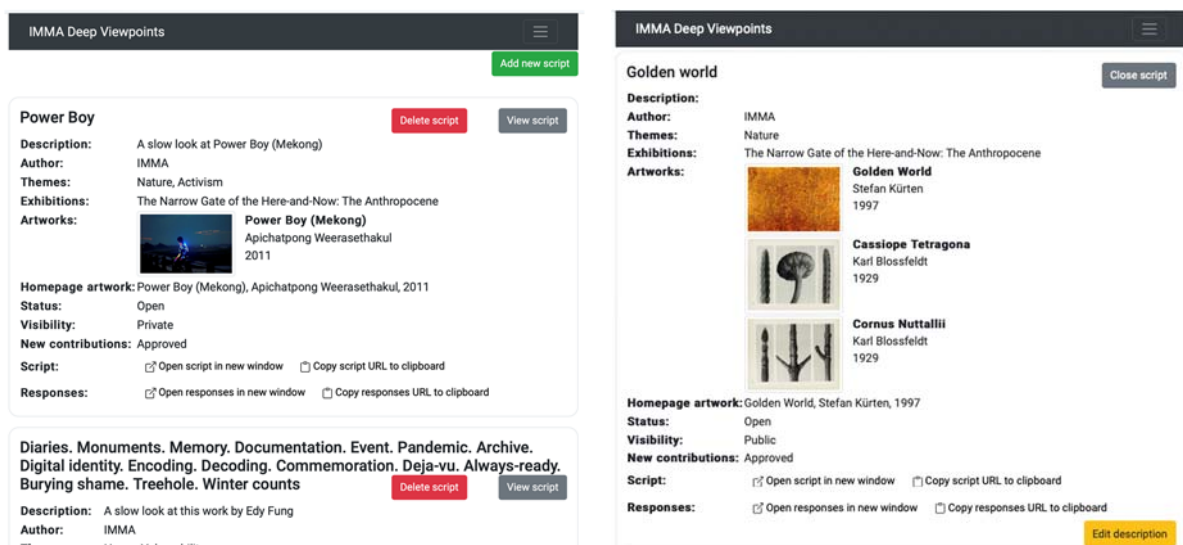 IMMA Deep Viewpoints
Add new script
Power Boy
Delete script
View script
Description: A slow look at Power Boy (Mekong)
Author: IMMA
Themes: Nature, Activism
Exhibitions: The Narrow Gate of the Here-and-Now: The Anthropocene
Artworks: Power Boy (Mekong)
Apichatpong Weerasethakul
2011
Homepage artwork: Power Boy (Mekong), Apichatpong Weerasethakul, 2011
Status: Open
Visibility: Private
New contributions: Approved
Script: Open script in new window Copy script URL to clipboard
Responses: Open responses in new window Copy responses URL to clipboard
Diaries. Monuments. Memory. Documentation. Event. Pandemic. Archive.
Digital identity. Encoding. Decoding. Commemoration. Deja-vu. Always-ready.
Burying shame. Treehole. Winter counts
Delete script
View script
Description: A slow look at this work by Edy Fung
Author: IMMA
IMMA Deep Viewpoints
Golden world
Close script
Description:
Author: IMMA
Themes: Nature
Exhibitions: The Narrow Gate of the Here-and-Now: The Anthropocene
Artworks: Golden World
Stefan Kürten
1997
Cassiope Tetragona
Karl Blossfeldt
1929
Cornus Nuttallii
Karl Blossfeldt
1929
Homepage artwork: Golden World, Stefan Kürten, 1997
Status: Open
Visibility: Public
New contributions: Approved
Script: Open script in new window Copy script URL to clipboard
Responses: Open responses in new window Copy responses URL to clipboard
Edit description